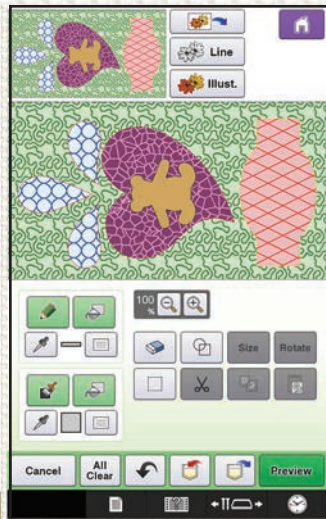 Line
Illust.
100
%
Size
Rotate
Cancel
All
Clear
Preview